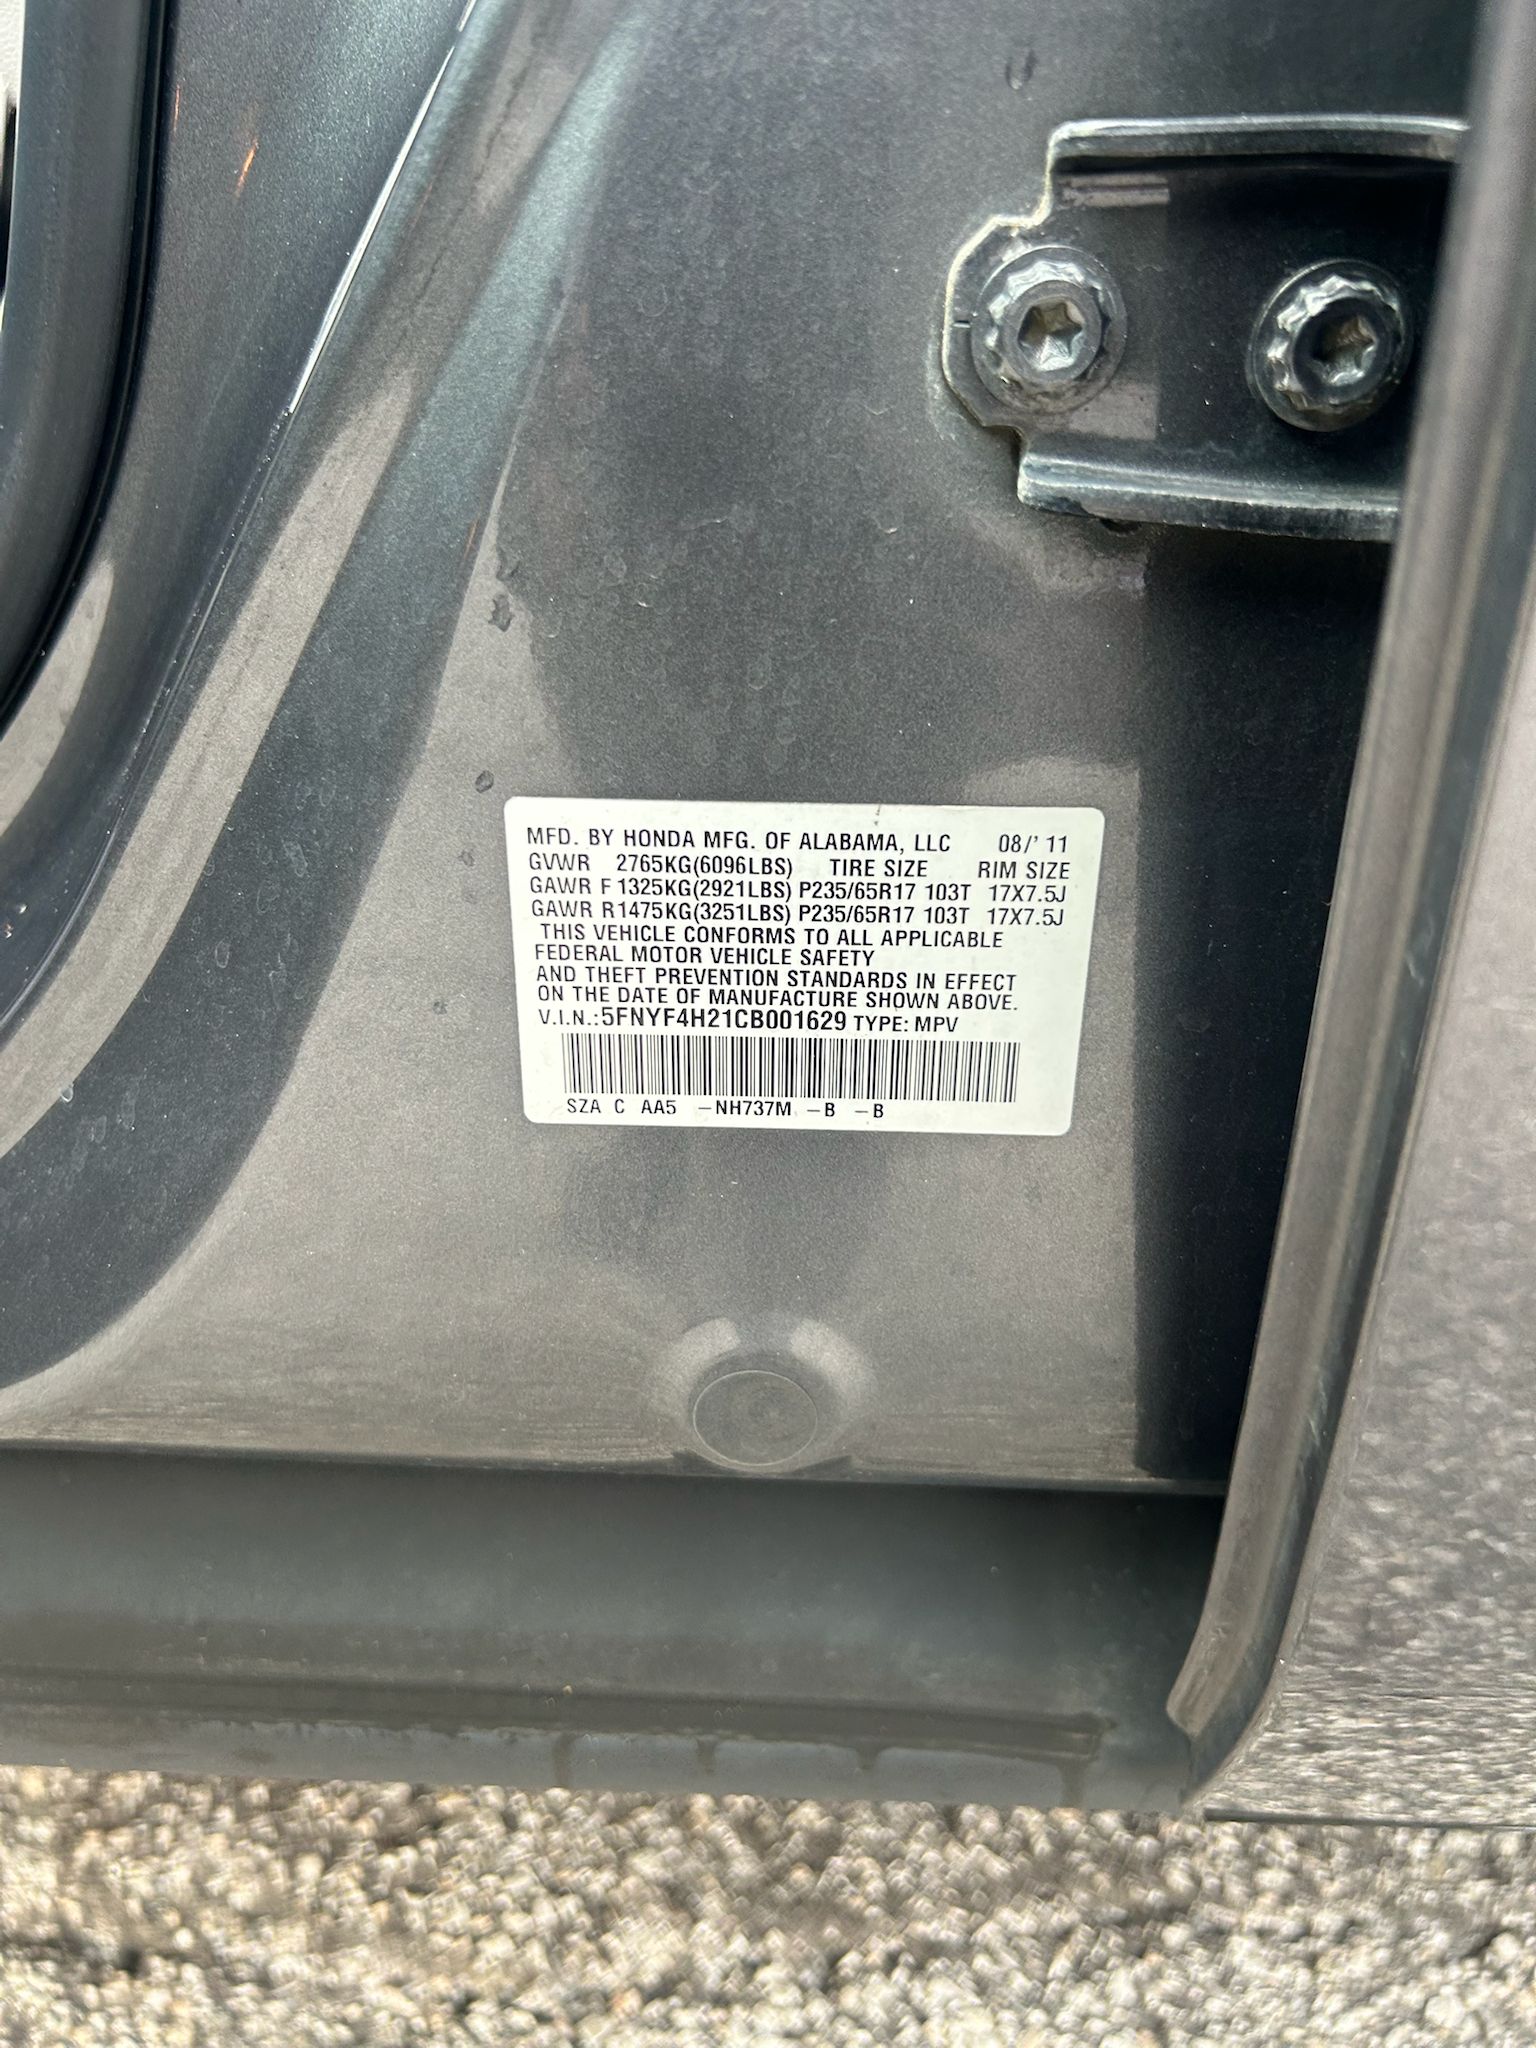 MFD. BY HONDA MFG. OF ALABAMA, LLC 08/'11
GVWR 2765KG(6096LBS) TIRE SIZE RIM SIZE
GAWR F 1325KG(2921LBS) P235/65R17 103T 17X7.5J
GAWR R1475KG(3251LBS) P235/65R17 103T 17X7.5J
THIS VEHICLE CONFORMS TO ALL APPLICABLE
FEDERAL MOTOR VEHICLE SAFETY
AND THEFT PREVENTION STANDARDS IN EFFECT
ON THE DATE OF MANUFACTURE SHOWN ABOVE.
V.I.N.:5FNYF4H21CB001629 TYPE: MPV
SZA C AA5 –NH737M –B –B